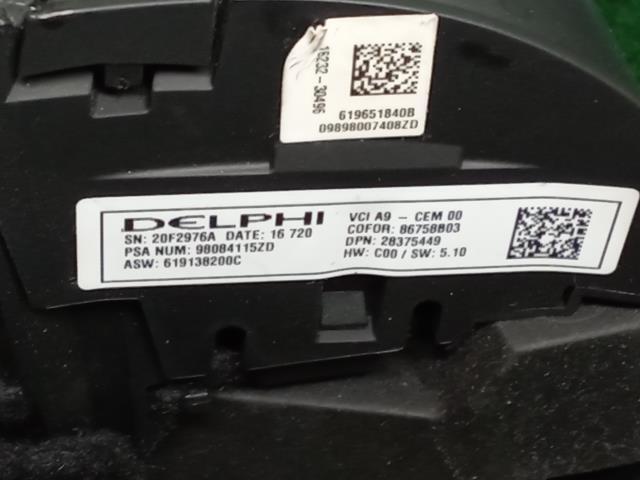 16232-30496
619651840B
09898007408ZD
DELPHI
SN: 20F2976A DATE: 16 720
PSA NUM: 98084115ZD
ASW: 619138200C
VCI A9 - CEM 00
COFOR: 86758B03
DPN: 28375449
HW: C00 / SW: 5.10